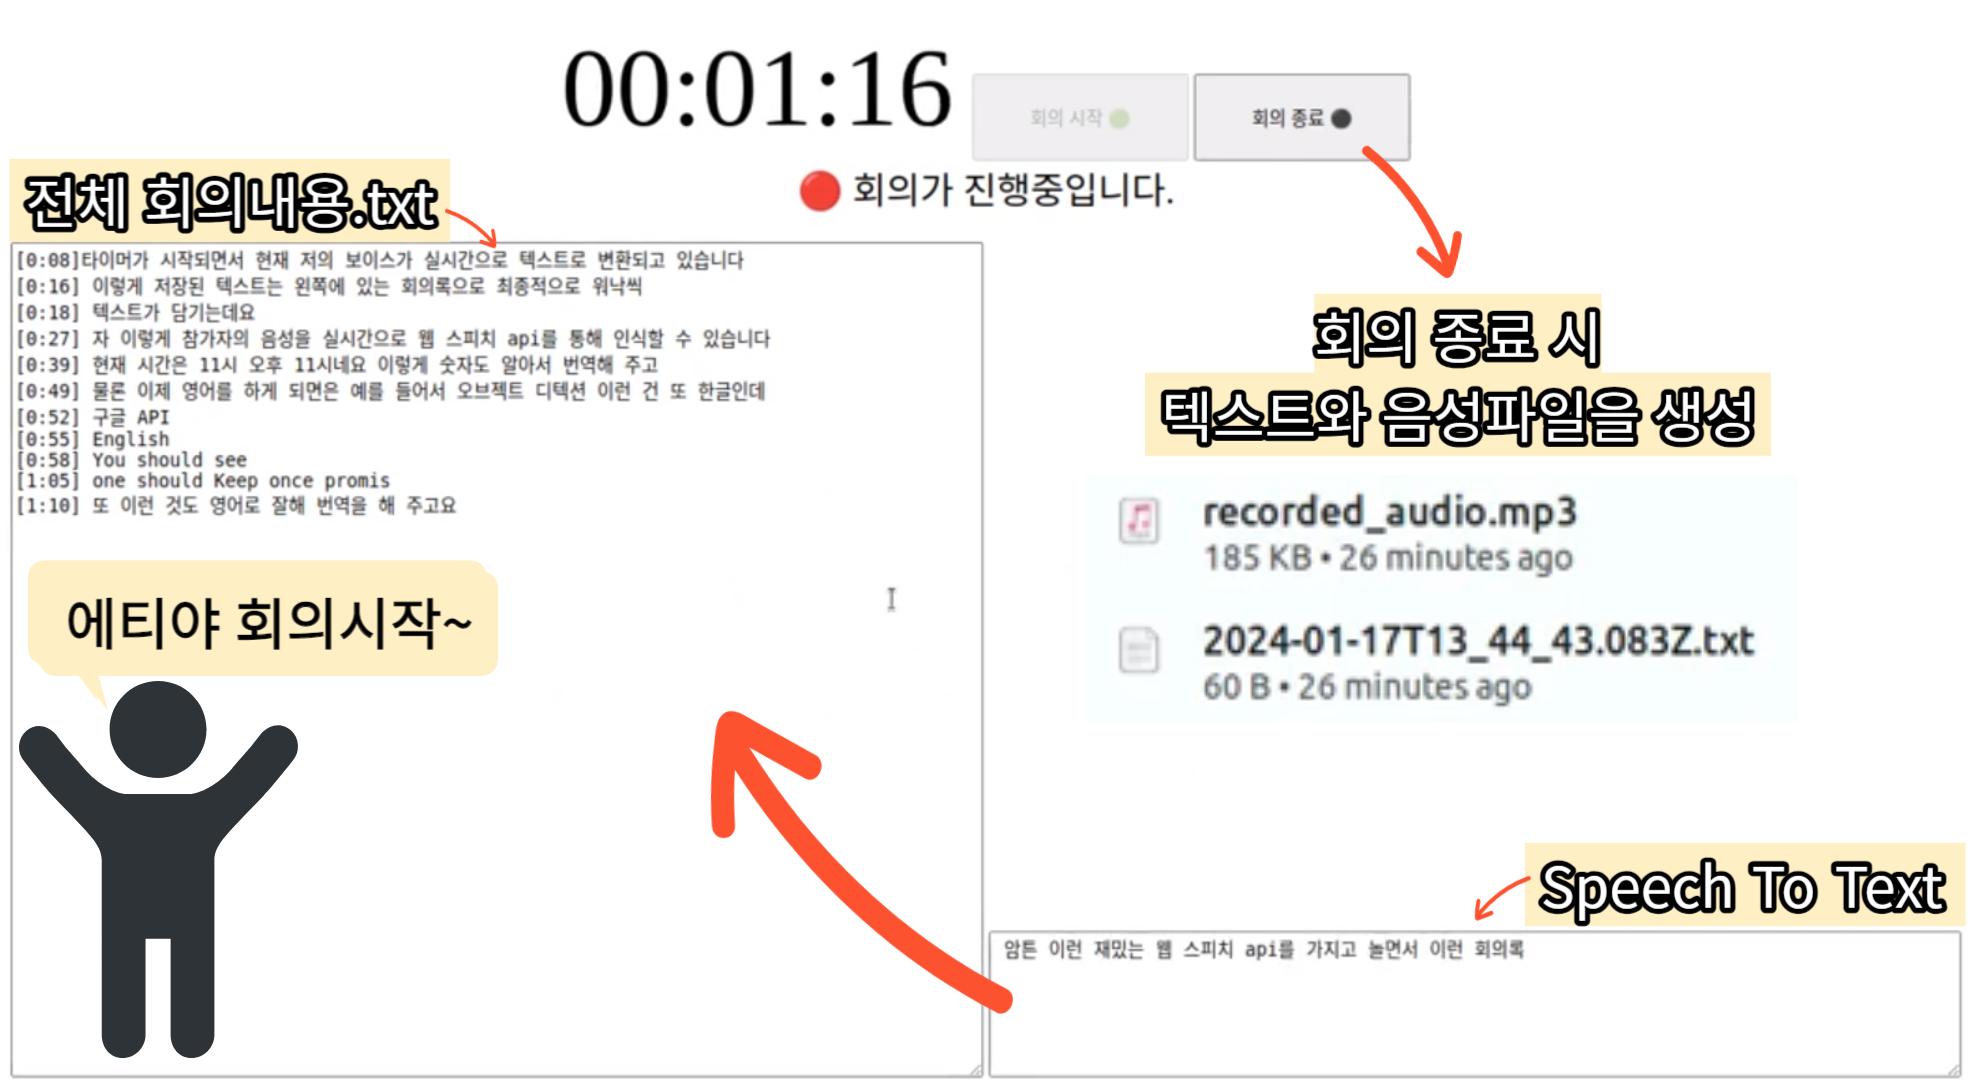 00:01:16
회의 시작
회의 종료
회의가 진행중입니다.
전체 회의내용.txt
[0:08]타이머가 시작되면서 현재 저의 보이스가 실시간으로 텍스트로 변환되고 있습니다
[0:16] 이렇게 저장된 텍스트는 왼쪽에 있는 회의록으로 최종적으로 워낙씩
[0:18] 텍스트가 담기는데요
[0:27] 자 이렇게 참가자의 음성을 실시간으로 웹 스피치 api를 통해 인식할 수 있습니다
[0:39] 현재 시간은 11시 오후 11시네요 이렇게 숫자도 알아서 번역해 주고
[0:49] 물론 이제 영어를 하게 되면은 예를 들어서 오브젝트 디텍션 이런 건 또 한글인데
[0:52] 구글 API
[0:55] English
[0:58] You should see
[1:05] one should Keep once promis
[1:10] 또 이런 것도 영어로 잘해 번역을 해 주고요
에티야 회의시작~
회의 종료 시
텍스트와 음성파일을 생성
recorded_audio.mp3
185 KB • 26 minutes ago
2024-01-17T13_44_43.083Z.txt
60 B • 26 minutes ago
Speech To Text
암튼 이런 재밌는 웹 스피치 api를 가지고 놀면서 이런 회의록